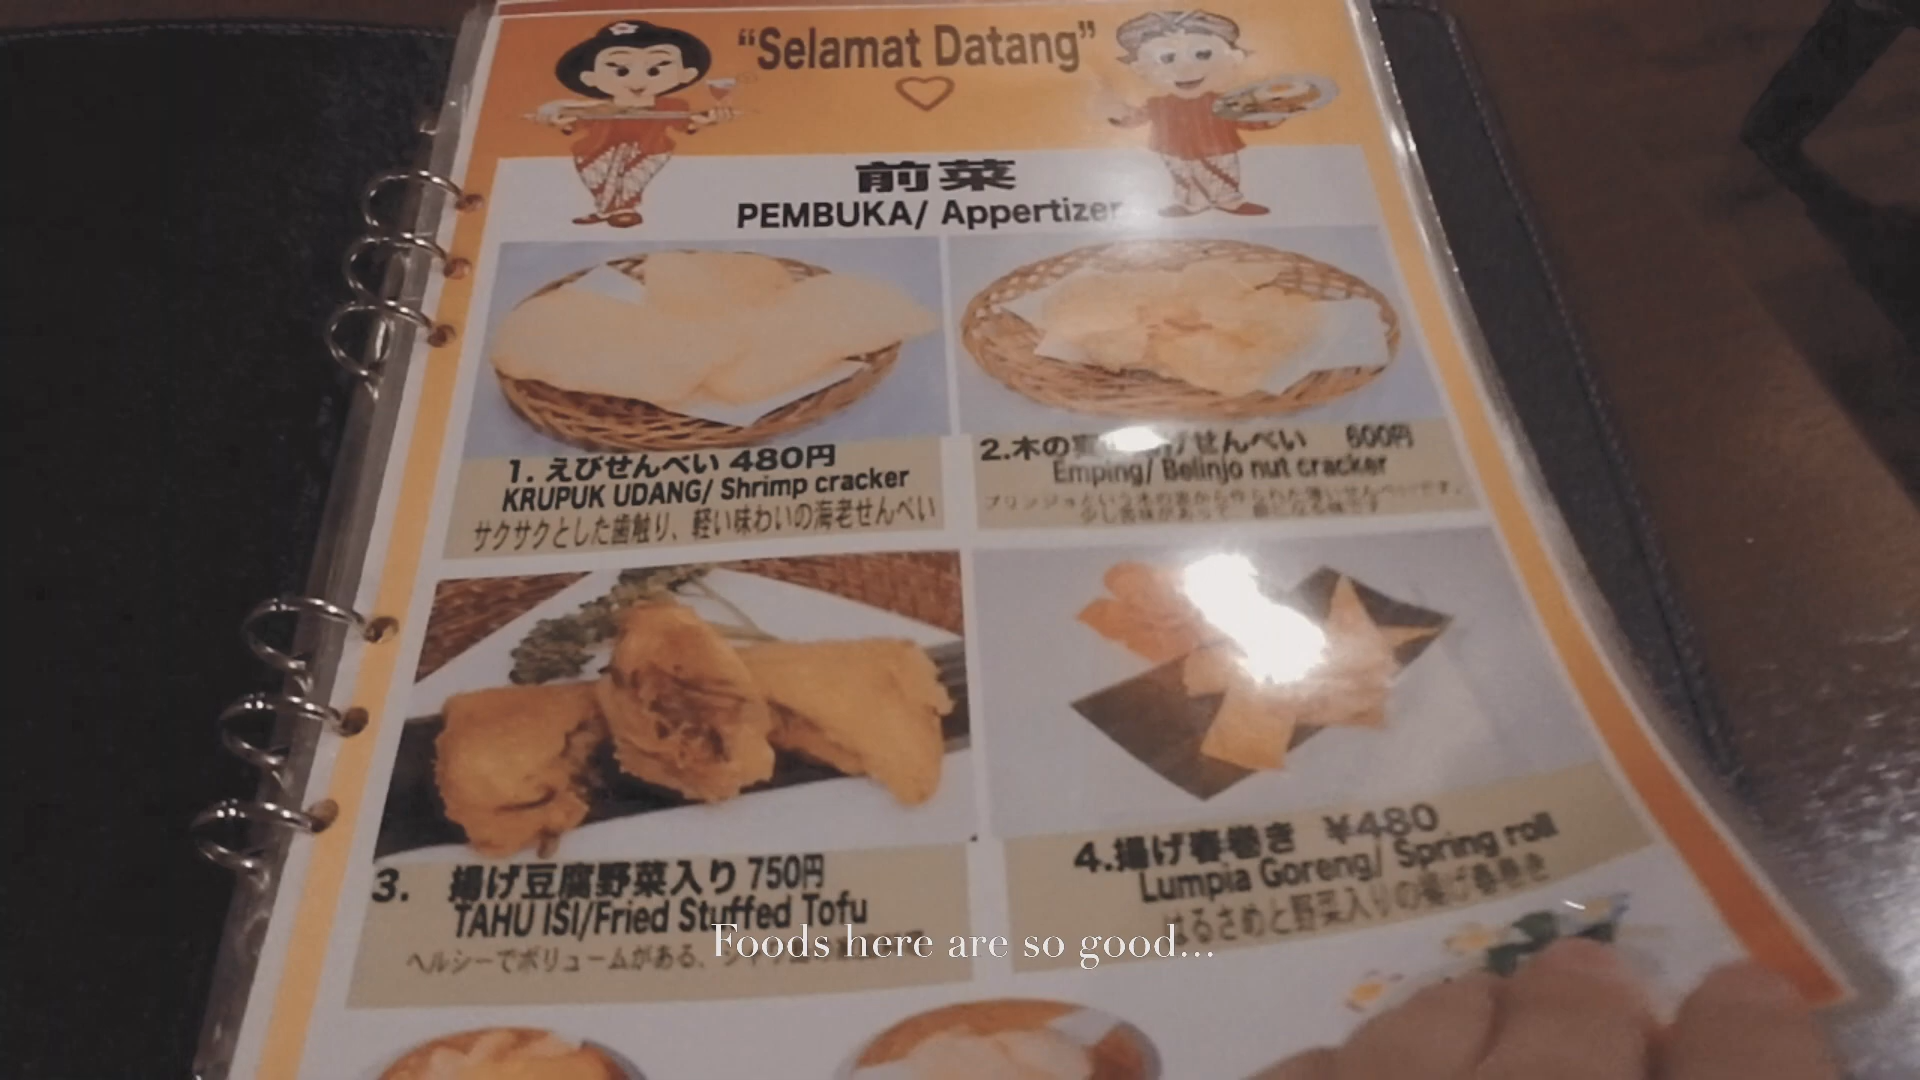 “Selamat Datang”
前菜
PEMBUKA/ Appertizer
1. えびせんべい 480円
KRUPUK UDANG/ Shrimp cracker
サクサクとした歯触り、軽い味わいの海老せんべい
2.木の せんべい 600円
Emping/ Belinjo nut cracker
3. 揚げ豆腐野菜入り 750円
TAHU ISI/Fried Stuffed Tofu
ヘルシーでボリュームがある、
4.揚げ春巻き ¥480
Lumpia Goreng/ Spring roll
はるさめと野菜入りの揚げ春巻き
Foods here are so good...